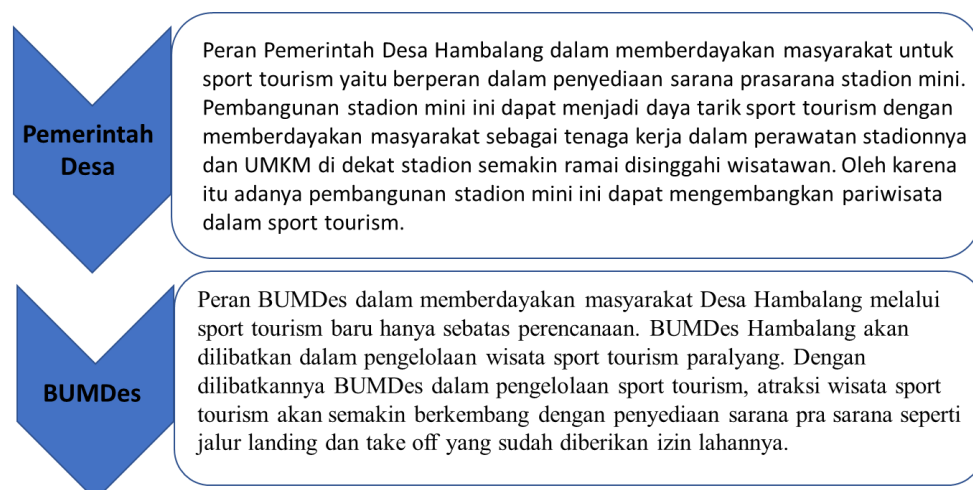 Pemerintah
Desa
Peran Pemerintah Desa Hambalang dalam memberdayakan masyarakat untuk
sport tourism yaitu berperan dalam penyediaan sarana prasarana stadion mini.
Pembangunan stadion mini ini dapat menjadi daya tarik sport tourism dengan
memberdayakan masyarakat sebagai tenaga kerja dalam perawatan stadionnya
dan UMKM di dekat stadion semakin ramai disinggahi wisatawan. Oleh karena
itu adanya pembangunan stadion mini ini dapat mengembangkan pariwisata
dalam sport tourism.
BUMDes
Peran BUMDes dalam memberdayakan masyarakat Desa Hambalang melalui
sport tourism baru hanya sebatas perencanaan. BUMDes Hambalang akan
dilibatkan dalam pengelolaan wisata sport tourism paralyang. Dengan
dilibatkannya BUMDes dalam pengelolaan sport tourism, atraksi wisata sport
tourism akan semakin berkembang dengan penyediaan sarana pra sarana seperti
jalur landing dan take off yang sudah diberikan izin lahannya.